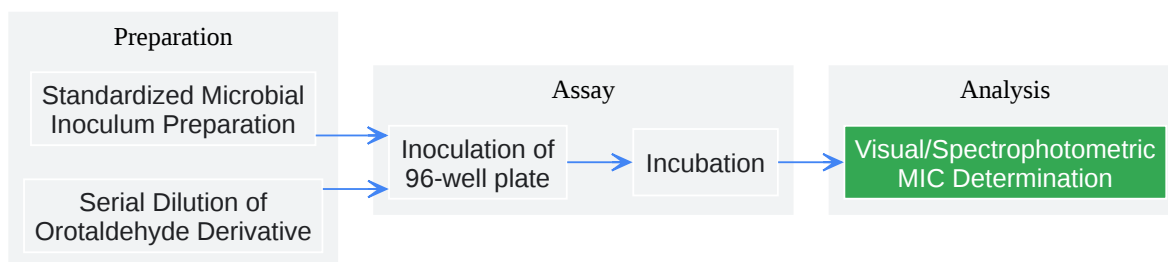 Preparation
Standardized Microbial
Inoculum Preparation
Serial Dilution of
Orotaldehyde Derivative
Assay
Inoculation of
96-well plate
Incubation
Analysis
Visual/Spectrophotometric
MIC Determination